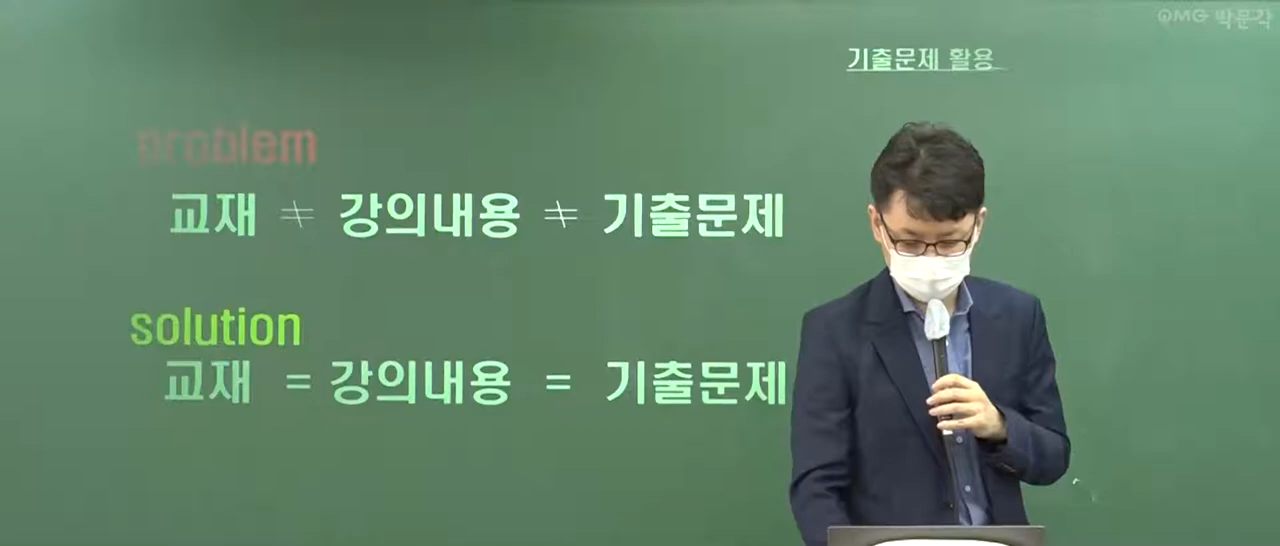 QMG 박문각
기출문제 활용
problem
교재 ≠ 강의내용 ≠ 기출문제
solution
교재 = 강의내용 = 기출문제